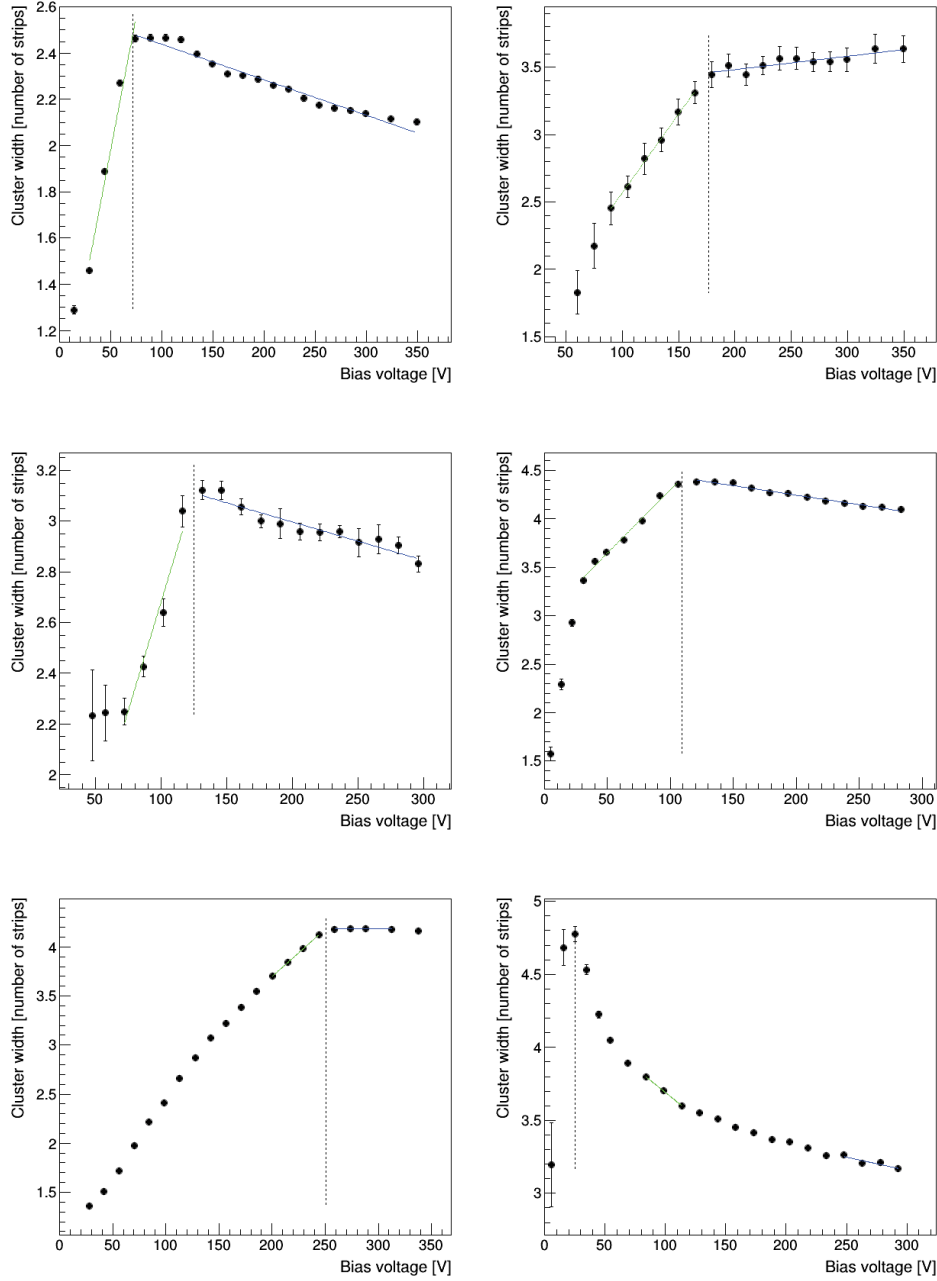 Cluster width [number of strips]
2.6
2.4
2.2
2
1.8
1.6
1.4
1.2
0 50 100 150 200 250 300 350
Bias voltage [V]
Cluster width [number of strips]
3.5
3
2.5
2
1.5
50 100 150 200 250 300 350
Bias voltage [V]
Cluster width [number of strips]
3.2
3
2.8
2.6
2.4
2.2
2
50 100 150 200 250 300
Bias voltage [V]
Cluster width [number of strips]
4.5
4
3.5
3
2.5
2
1.5
0 50 100 150 200 250 300
Bias voltage [V]
Cluster width [number of strips]
4
3.5
3
2.5
2
1.5
0 50 100 150 200 250 300 350
Bias voltage [V]
Cluster width [number of strips]
5
4.5
4
3.5
3
0 50 100 150 200 250 300
Bias voltage [V]